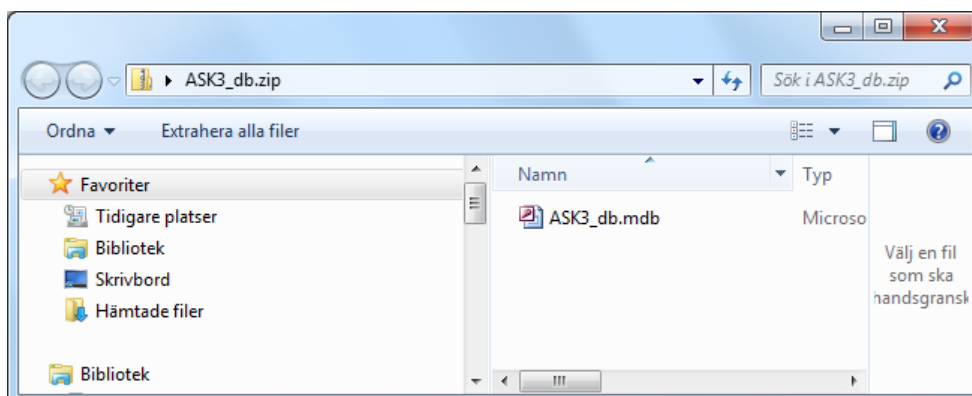 ASK3_db.zip
Sök i ASK3_db.zip
Ordna
Extrahera alla filer
Favoriter
Tidigare platser
Bibliotek
Skrivbord
Hämtade filer
Bibliotek
Namn
Typ
ASK3_db.mdb
Microso
Välj en fil
som ska
handsgransk